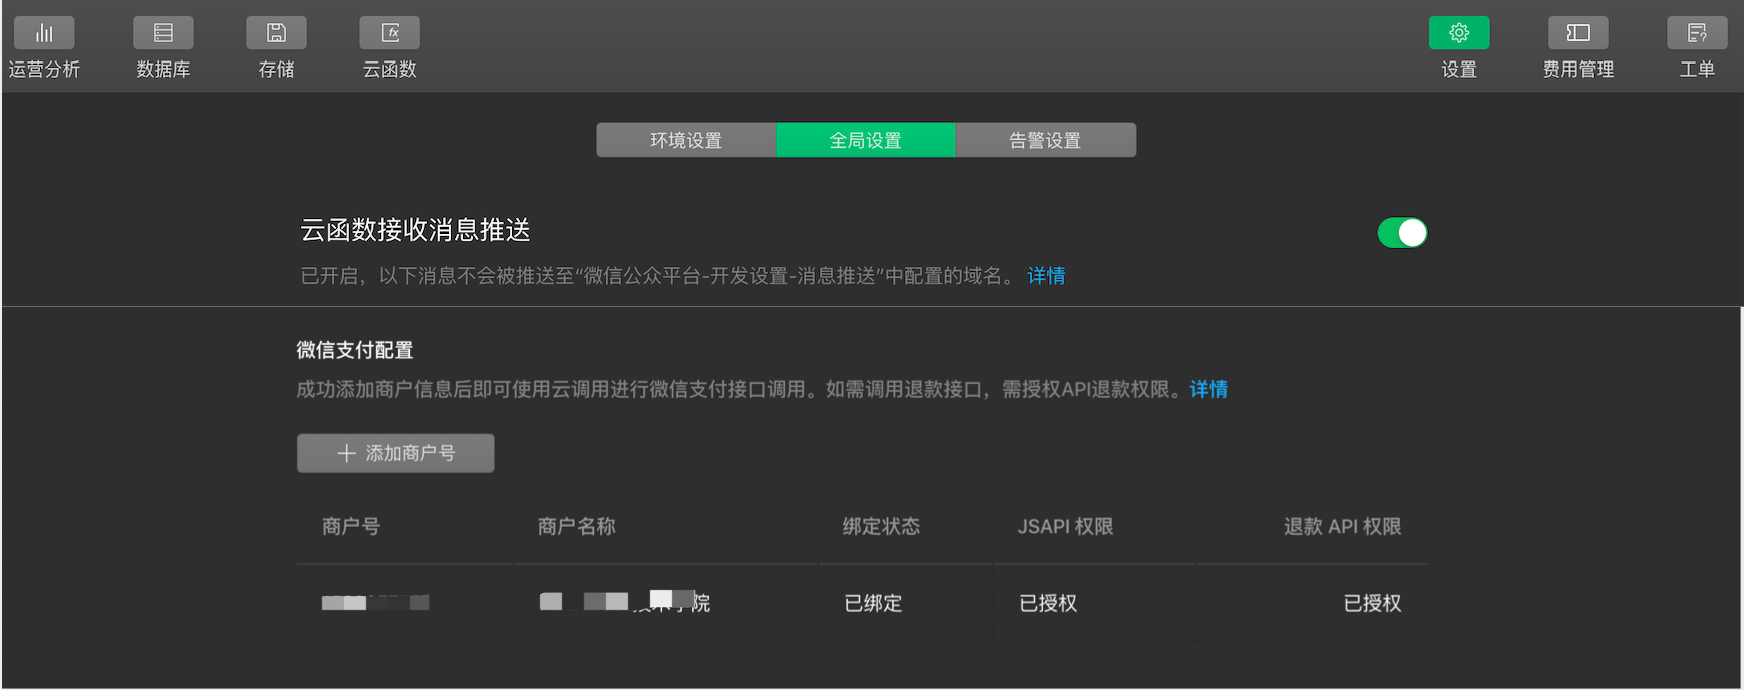 运营分析 数据库 存储 云函数 设置 费用管理 工单
环境设置 全局设置 告警设置
云函数接收消息推送
已开启，以下消息不会被推送至“微信公众平台-开发设置-消息推送”中配置的域名。 详情
微信支付配置
成功添加商户信息后即可使用云调用进行微信支付接口调用。如需调用退款接口，需授权API退款权限。详情
添加商户号
商户号 商户名称 绑定状态 JSAPI 权限 退款 API 权限
院 已绑定 已授权 已授权